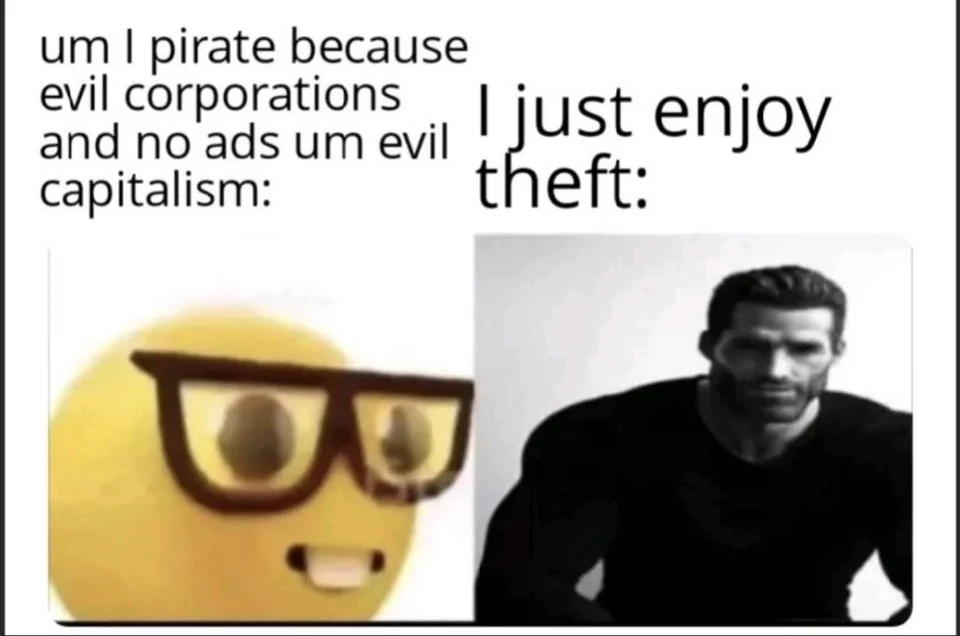 um I pirate because
evil corporations
and no ads um evil
capitalism:
I just enjoy
theft: